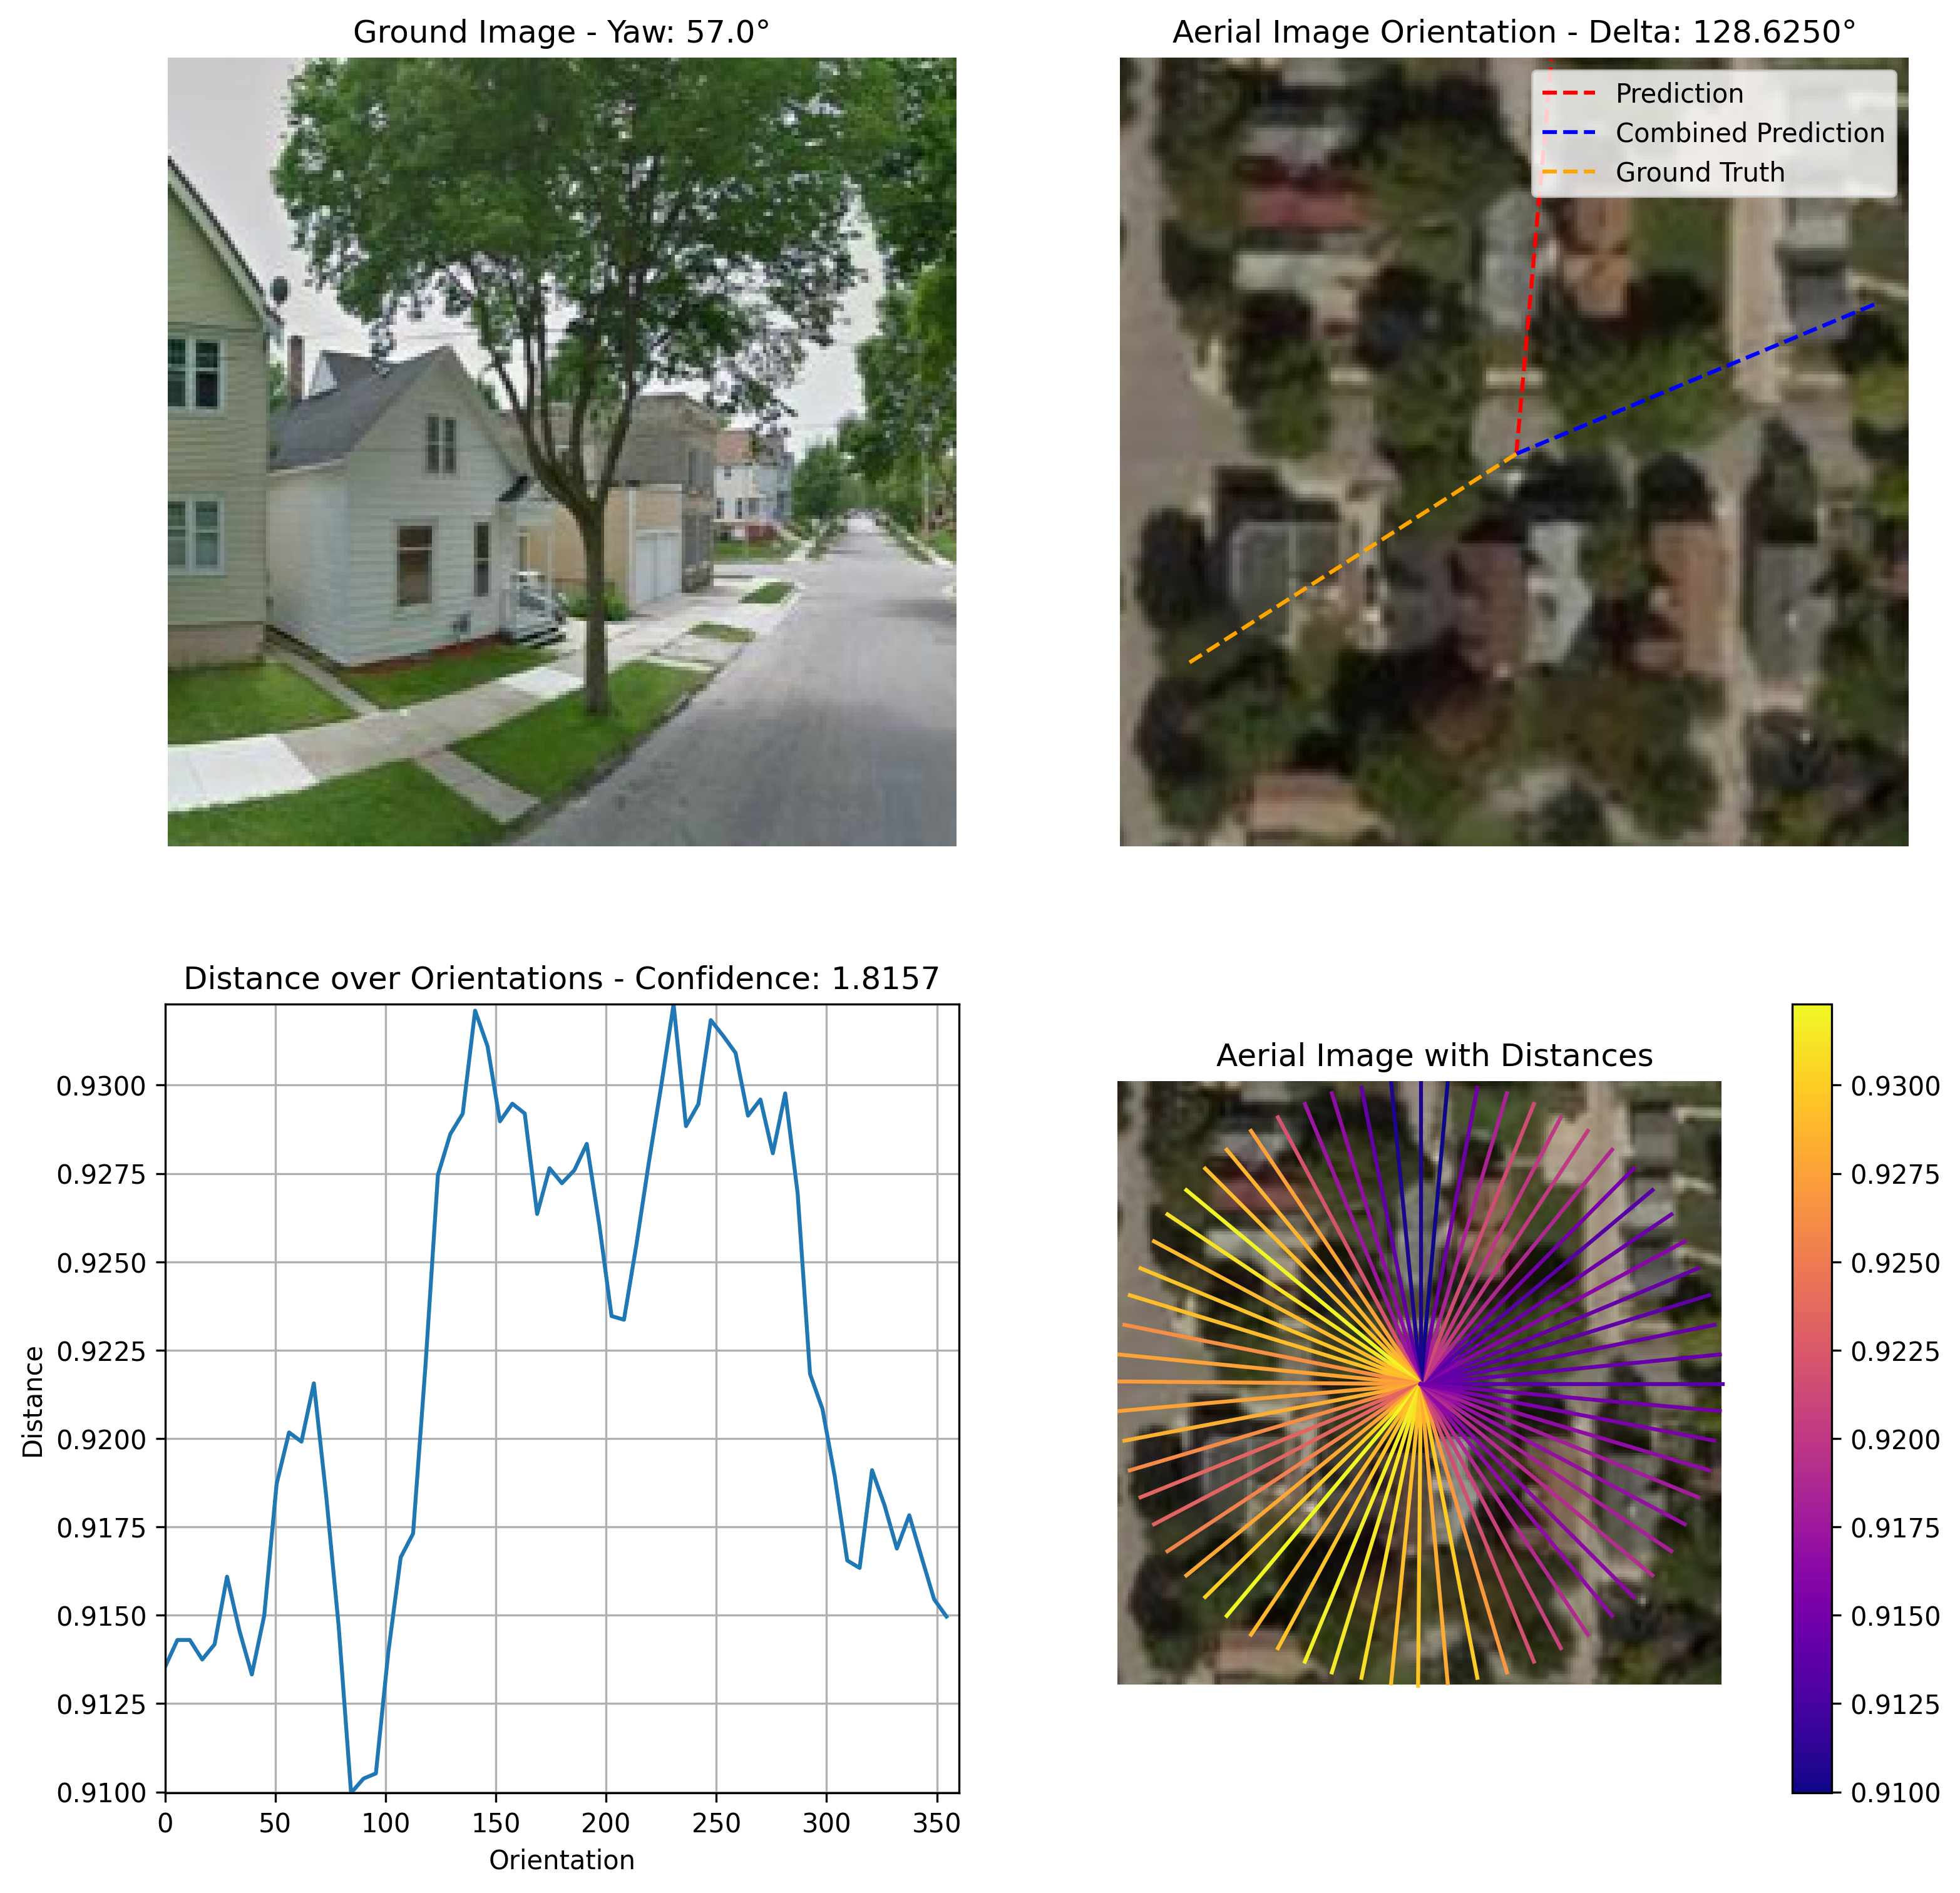 Ground Image - Yaw: 57.0°
Aerial Image Orientation - Delta: 128.6250°
Prediction
Combined Prediction
Ground Truth
Distance over Orientations - Confidence: 1.8157
0.9300
0.9275
0.9250
0.9225
0.9200
0.9175
0.9150
0.9125
0.9100
Distance
0
50
100
150
200
250
300
350
Orientation
Aerial Image with Distances
0.9300
0.9275
0.9250
0.9225
0.9200
0.9175
0.9150
0.9125
0.9100